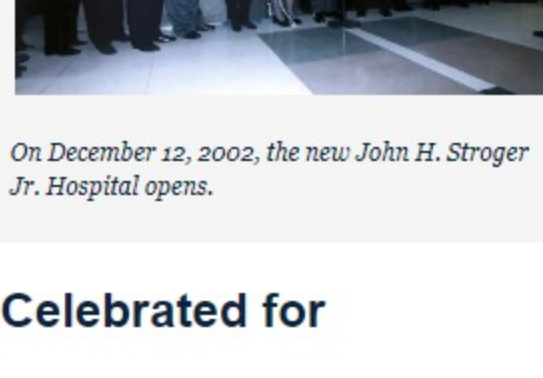 On December 12, 2002, the new John H. Stroger
Jr. Hospital opens.
Celebrated for